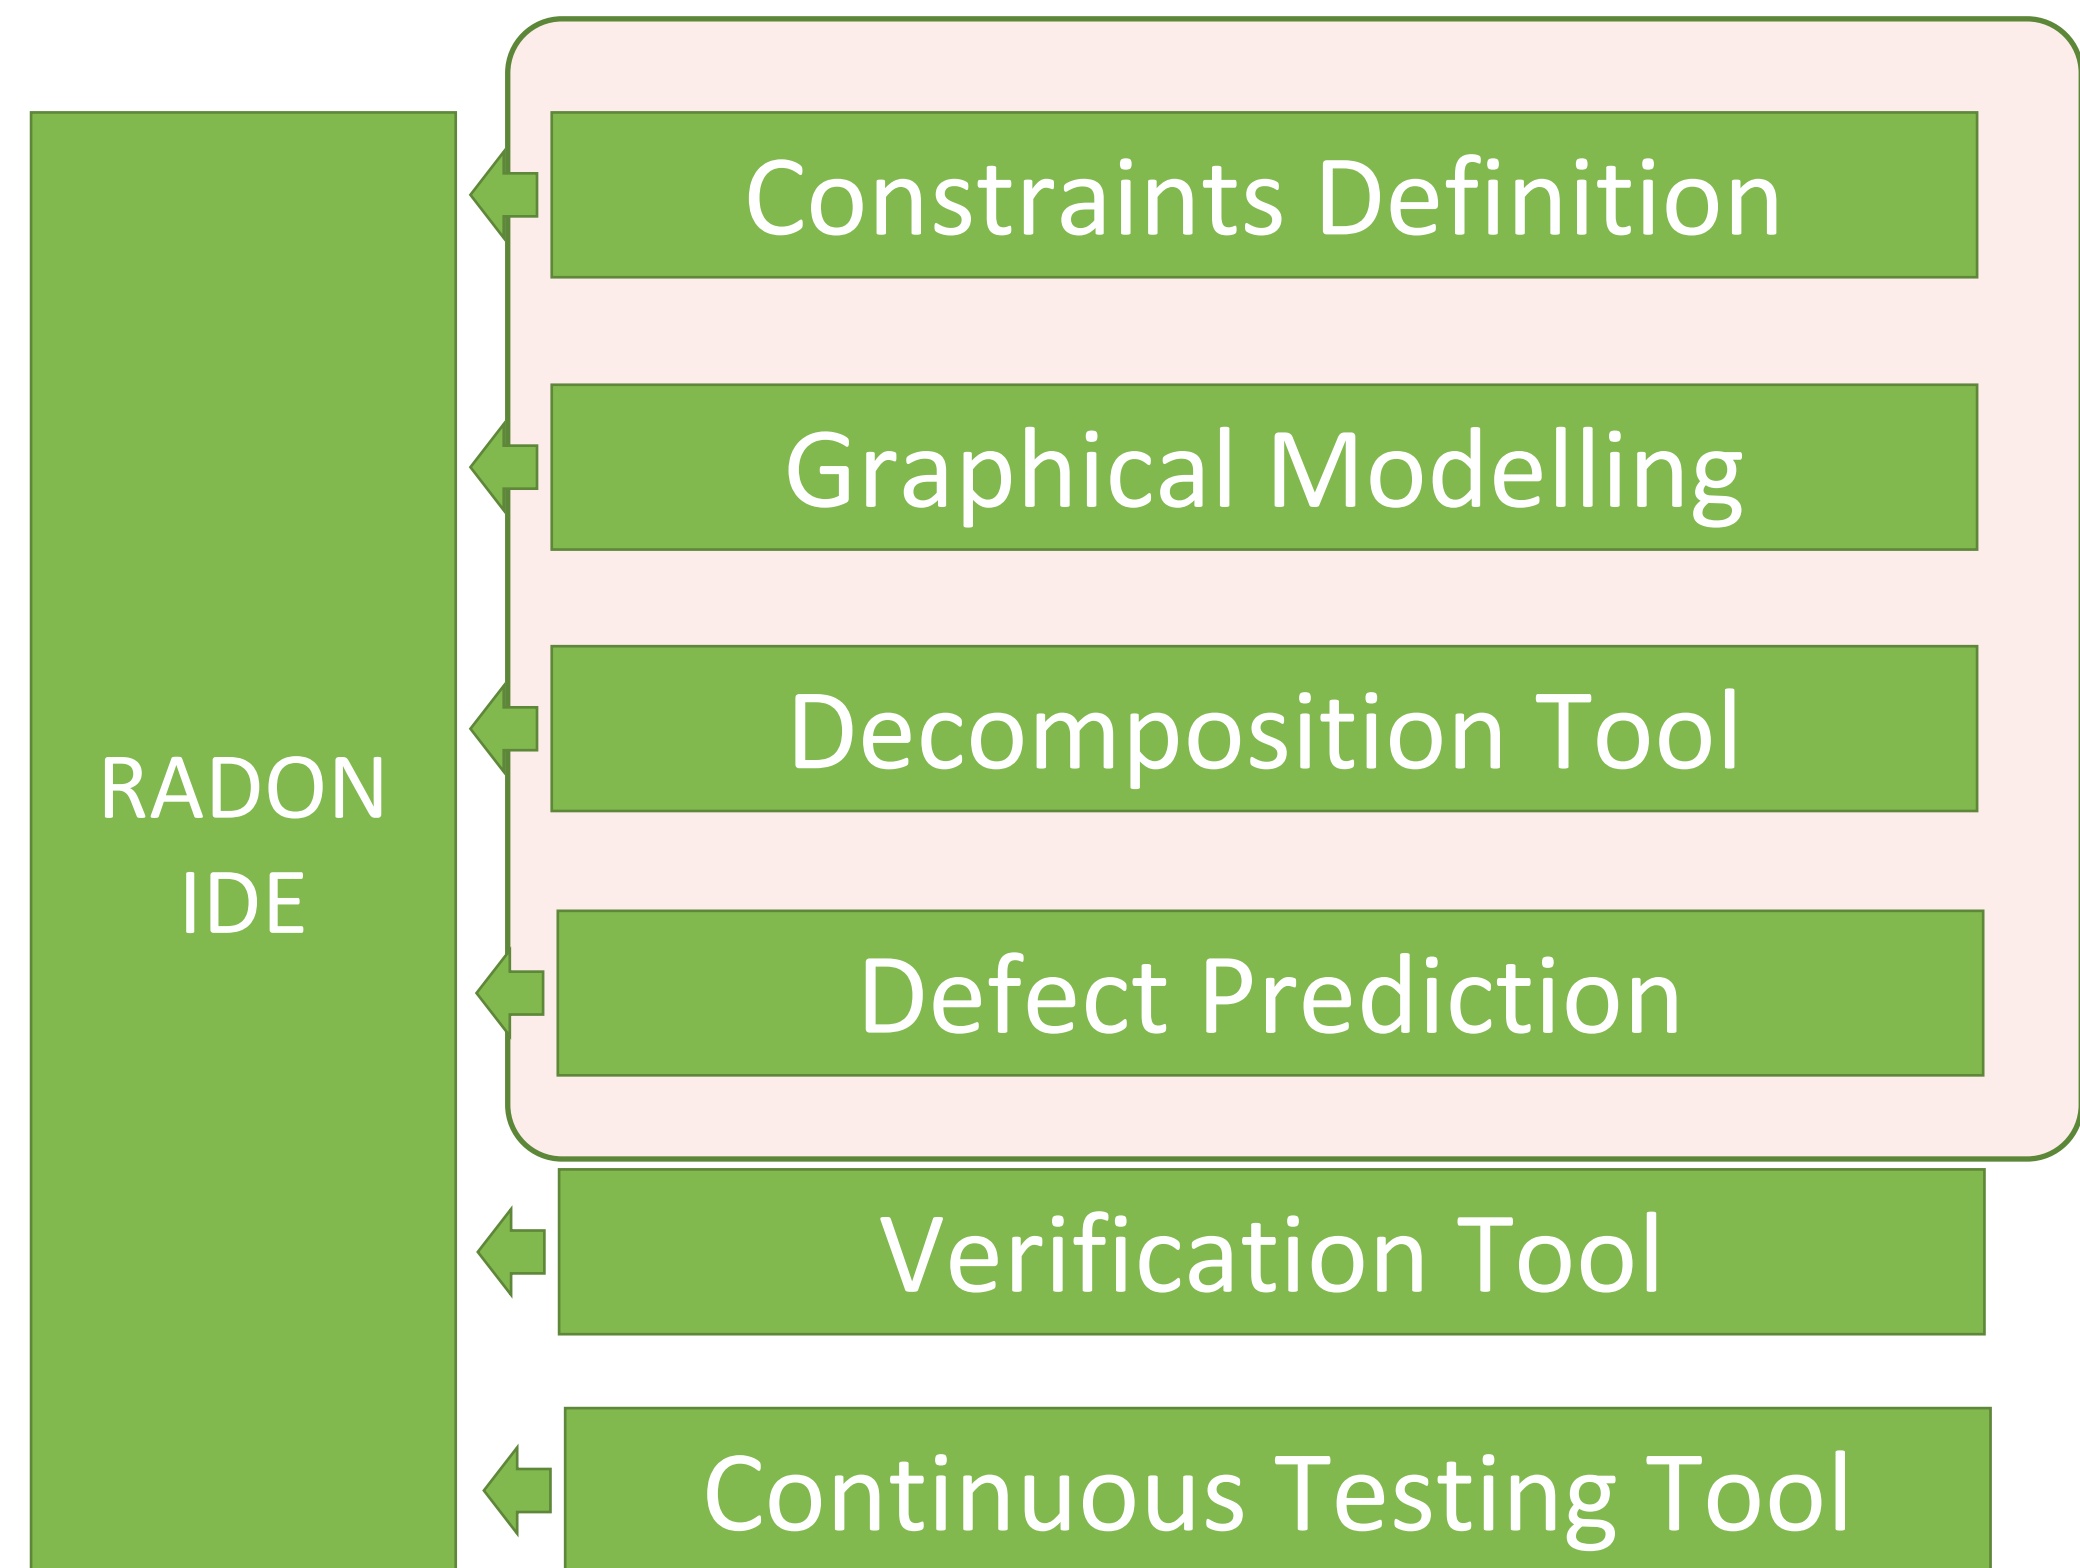 RADON
IDE
Constraints Definition
Graphical Modelling
Decomposition Tool
Defect Prediction
Verification Tool
Continuous Testing Tool